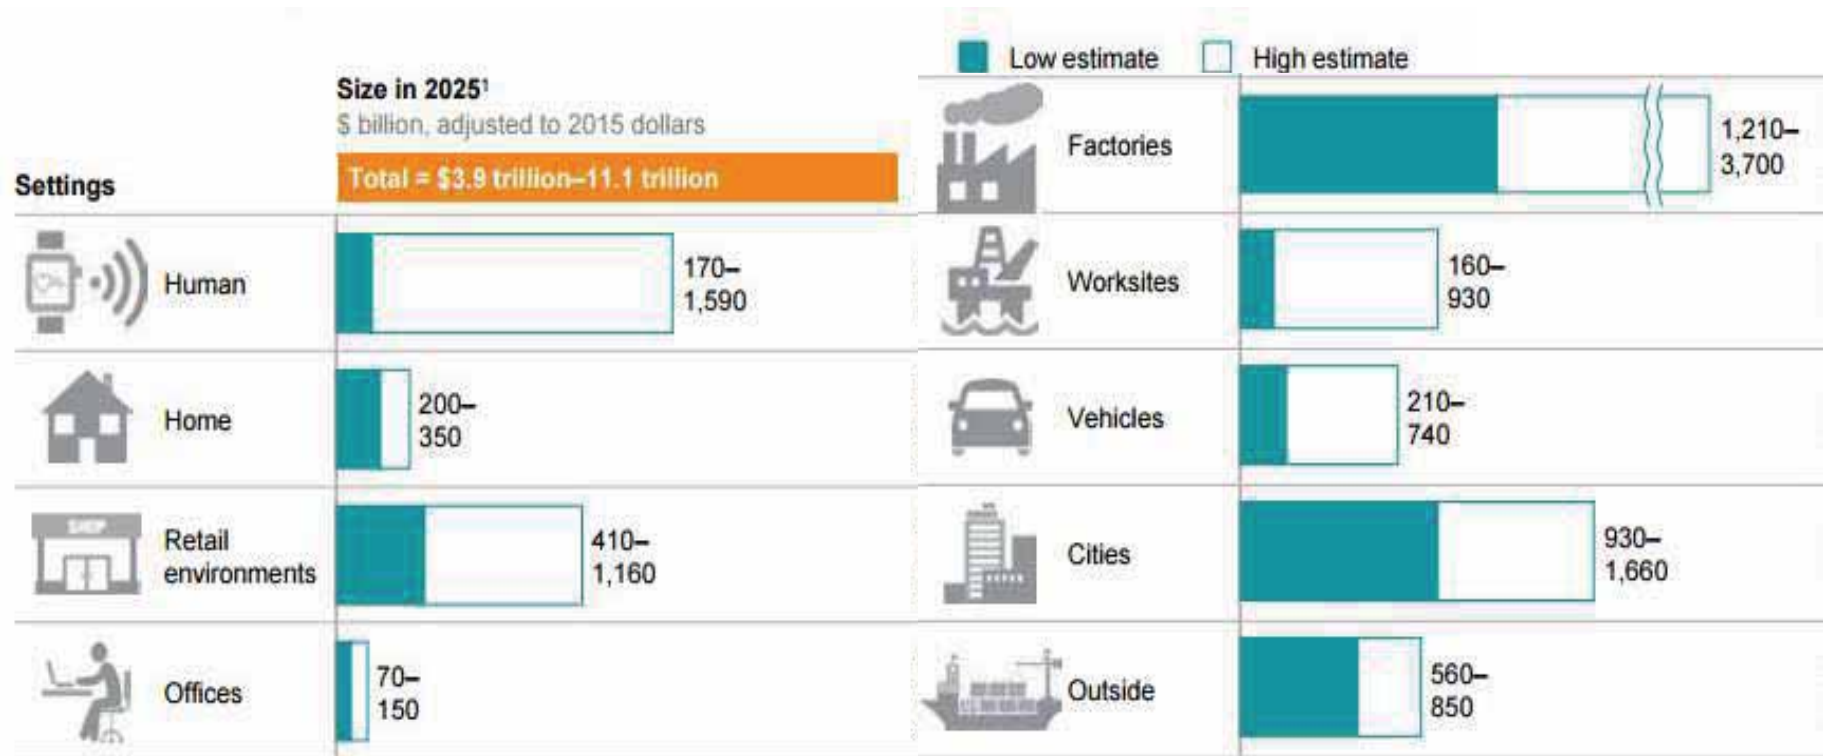 Size in 2025¹
$ billion, adjusted to 2015 dollars
Settings
Total = $3.9 trillion–11.1 trillion
Human
170–
1,590
Home
200–
350
SHOP
Retail
environments
410–
1,160
Offices
70–
150
Low estimate
High estimate
Factories
1,210–
3,700
Worksites
160–
930
Vehicles
210–
740
Cities
930–
1,660
Outside
560–
850